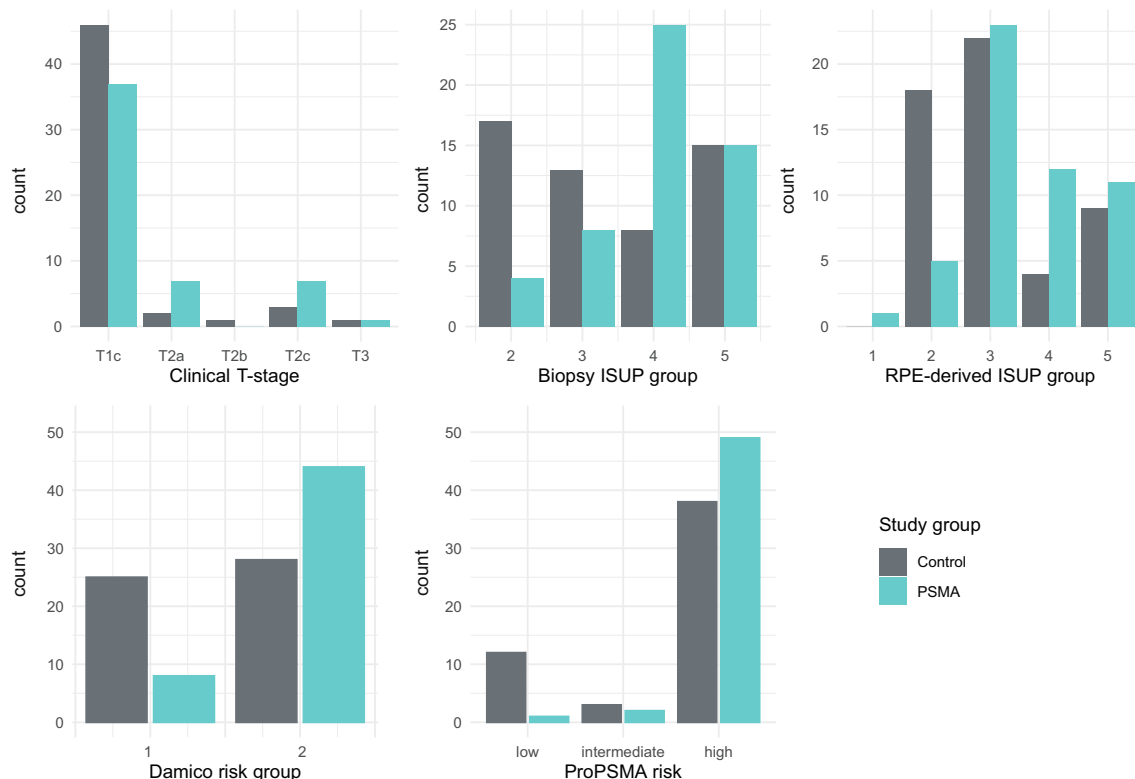 count
40
30
20
10
0
T1c T2a T2b T2c T3
Clinical T-stage
count
25
20
15
10
5
0
2 3 4 5
Biopsy ISUP group
count
20
15
10
5
0
1 2 3 4 5
RPE-derived ISUP group
count
50
40
30
20
10
0
1 2
Damico risk group
count
50
40
30
20
10
0
low intermediate high
ProPSMA risk
Study group
Control
PSMA